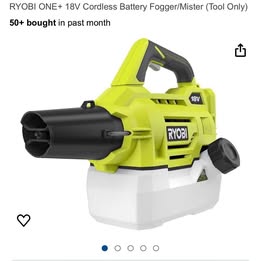 RYOBI ONE+ 18V Cordless Battery Fogger/Mister (Tool Only)
50+ bought in past month
18V
RYOBI